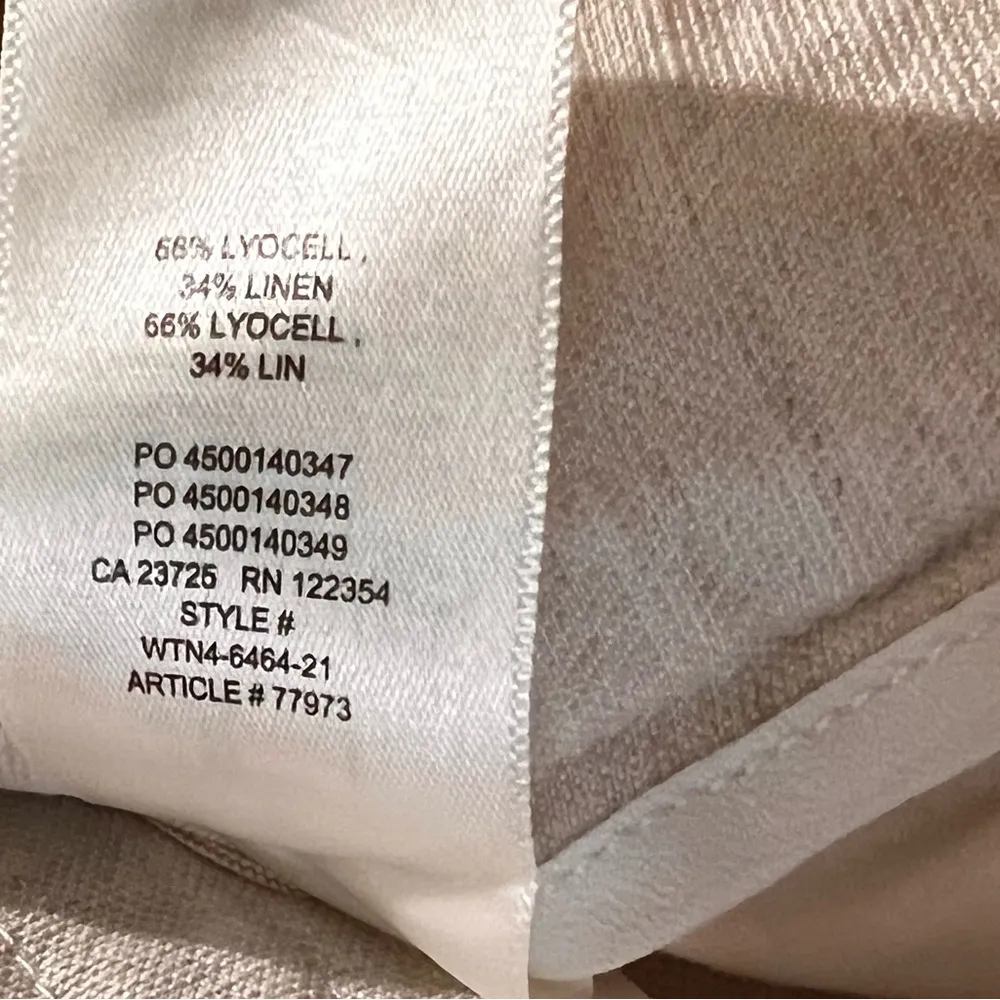 66% LYOCELL,
34% LINEN
66% LYOCELL,
34% LIN
PO 4500140347
PO 4500140348
PO 4500140349
CA 23725 RN 122354
STYLE #
WTN4-6464-21
ARTICLE # 77973